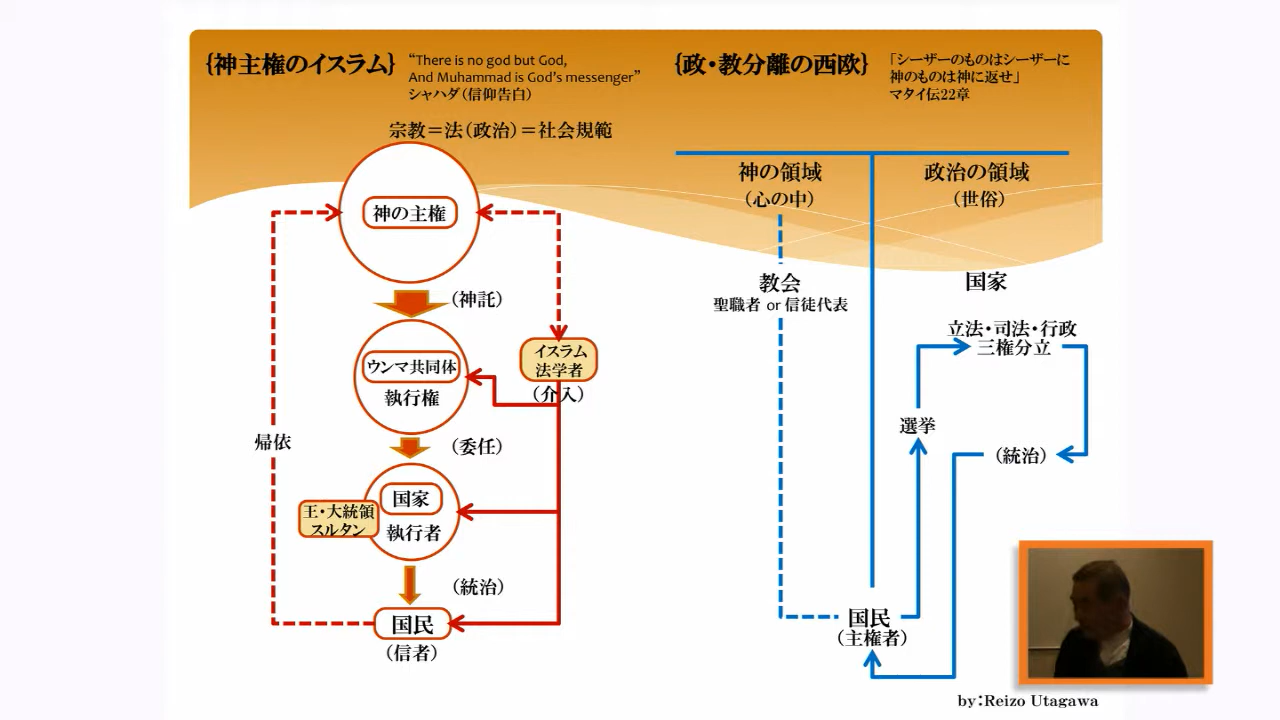 {神主権のイスラム}
“There is no god but God,
And Muhammad is God’s messenger”
シャハダ(信仰告白)
宗教＝法(政治)＝社会規範
神の主権
(神託)
イスラム
法学者
(介入)
ウンマ共同体
執行権
帰依
(委任)
国家
王・大統領
スルタン
執行者
(統治)
国民
(信者)
{政・教分離の西欧}
「シーザーのものはシーザーに
神のものは神に返せ」
マタイ伝22章
神の領域
(心の中)
政治の領域
(世俗)
教会
聖職者 or 信徒代表
国家
立法・司法・行政
三権分立
選挙
(統治)
国民
(主権者)
by:Reizo Utagawa